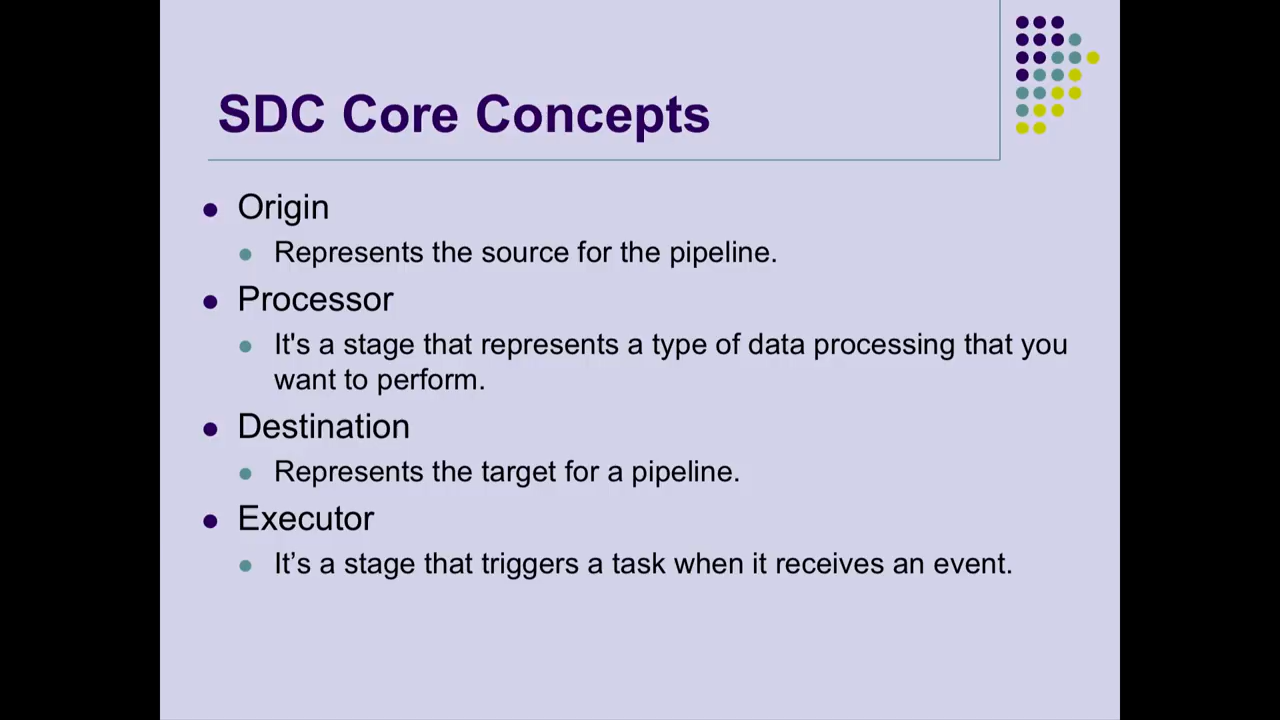 SDC Core Concepts
Origin
Represents the source for the pipeline.
Processor
It's a stage that represents a type of data processing that you
want to perform.
Destination
Represents the target for a pipeline.
Executor
It’s a stage that triggers a task when it receives an event.